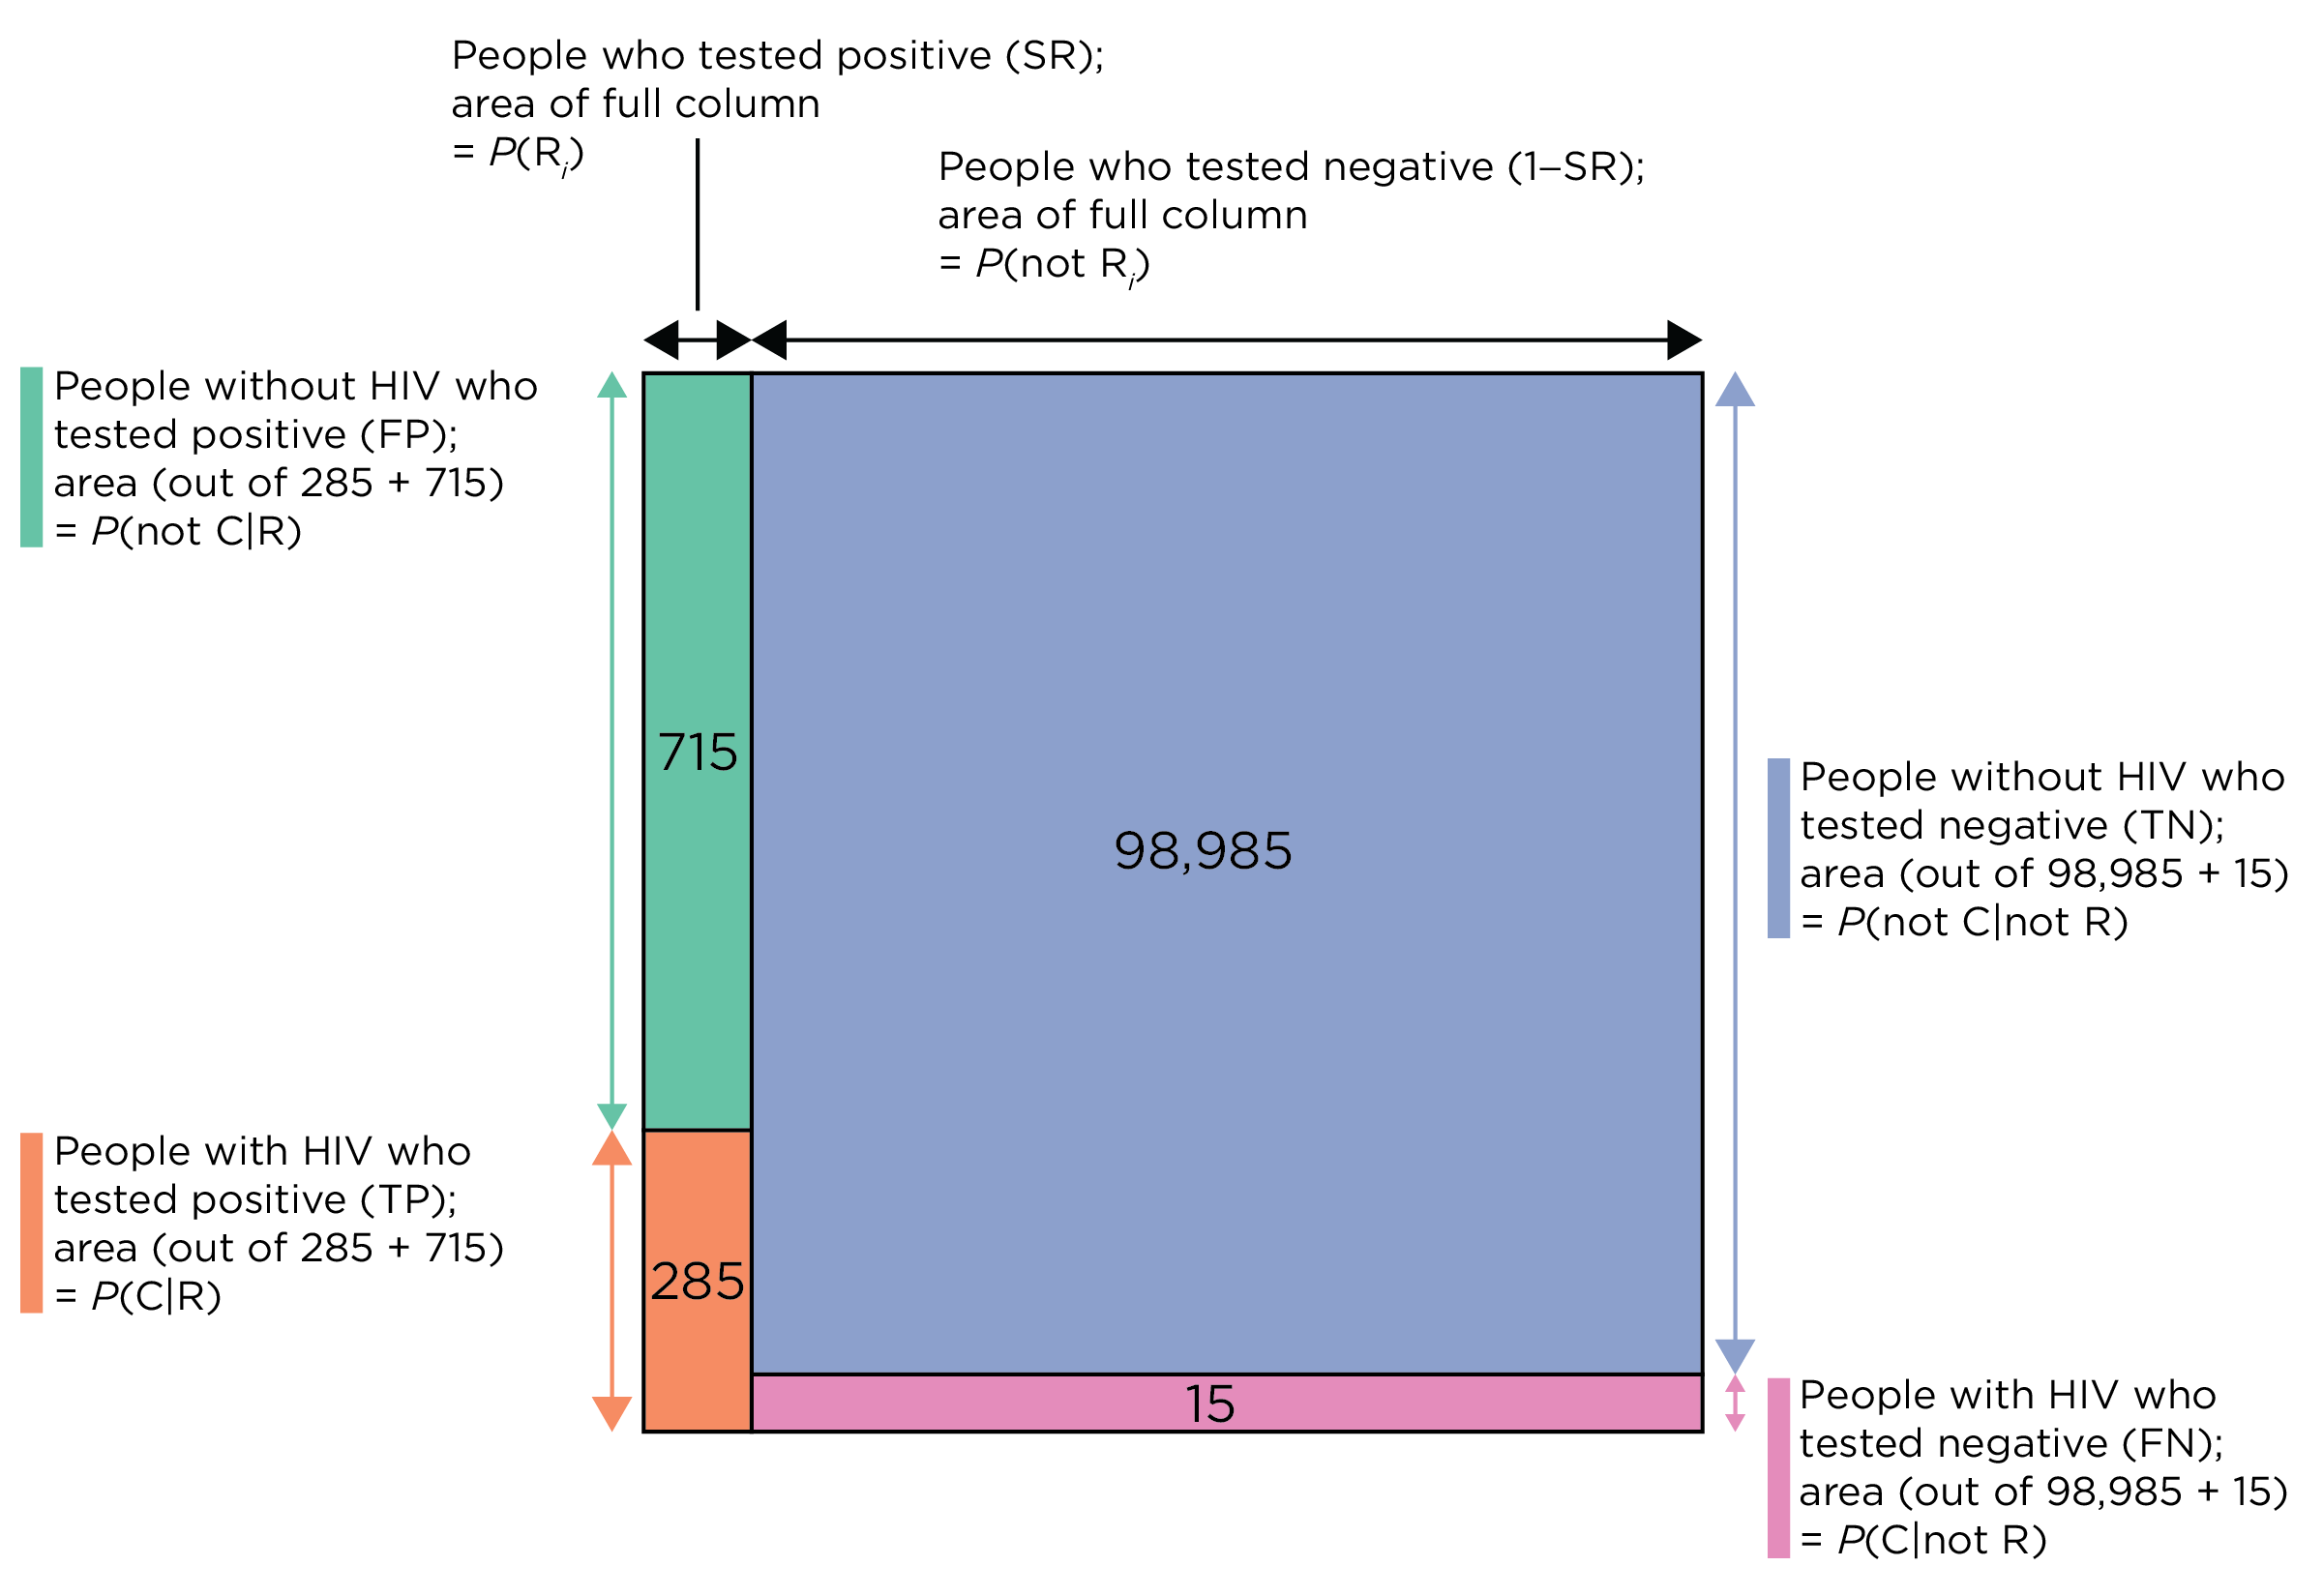 People who tested positive (SR);
area of full column
= P(Ri)
People who tested negative (1–SR);
area of full column
= P(not Ri)
People without HIV who
tested positive (FP);
area (out of 285 + 715)
= P(not C|R)
715
98,985
People without HIV who
tested negative (TN);
area (out of 98,985 + 15)
= P(not C|not R)
People with HIV who
tested positive (TP);
area (out of 285 + 715)
= P(C|R)
285
15
People with HIV who
tested negative (FN);
area (out of 98,985 + 15)
= P(C|not R)